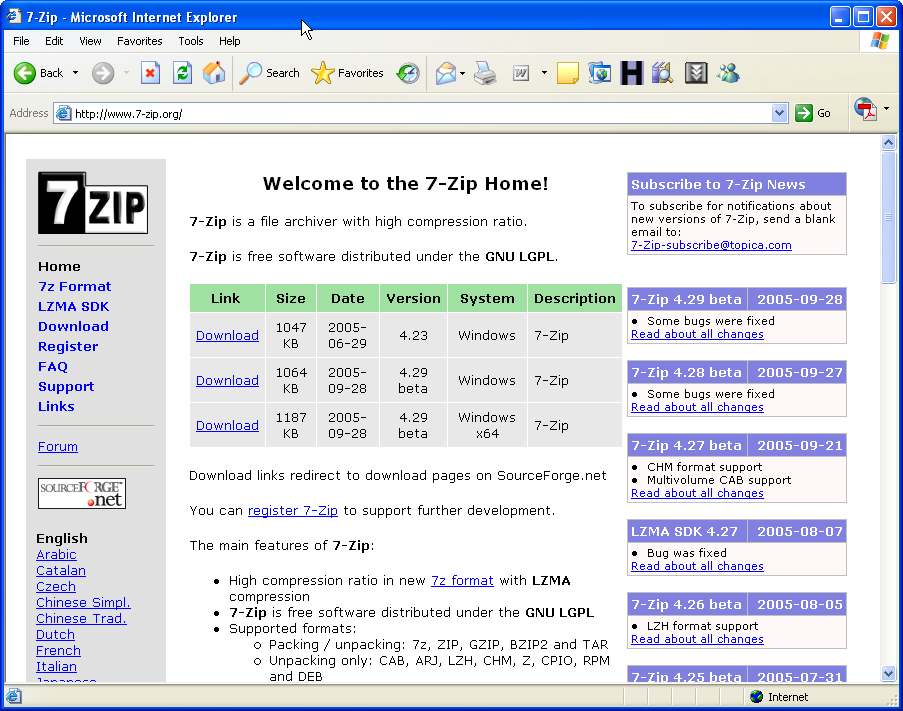 7-Zip - Microsoft Internet Explorer
File Edit View Favorites Tools Help
Back Search Favorites W H
Address http://www.7-zip.org/ Go
7ZIP
Home
7z Format
LZMA SDK
Download
Register
FAQ
Support
Links
Forum
SOURCEFORGE
.net
English
Arabic
Catalan
Czech
Chinese Simpl.
Chinese Trad.
Dutch
French
Italian
Japanese
Welcome to the 7-Zip Home!
7-Zip is a file archiver with high compression ratio.
7-Zip is free software distributed under the GNU LGPL.
Link Size Date Version System Description
Download 1047 KB 2005-06-29 4.23 Windows 7-Zip
Download 1064 KB 2005-09-28 4.29 beta Windows 7-Zip
Download 1187 KB 2005-09-28 4.29 beta Windows x64 7-Zip
Download links redirect to download pages on SourceForge.net
You can register 7-Zip to support further development.
The main features of 7-Zip:
• High compression ratio in new 7z format with LZMA
compression
• 7-Zip is free software distributed under the GNU LGPL
• Supported formats:
○ Packing / unpacking: 7z, ZIP, GZIP, BZIP2 and TAR
○ Unpacking only: CAB, ARJ, LZH, CHM, Z, CPIO, RPM
and DEB
Subscribe to 7-Zip News
To subscribe for notifications about
new versions of 7-Zip, send a blank
email to:
7-Zip-subscribe@topica.com
7-Zip 4.29 beta 2005-09-28
• Some bugs were fixed
Read about all changes
7-Zip 4.28 beta 2005-09-27
• Some bugs were fixed
Read about all changes
7-Zip 4.27 beta 2005-09-21
• CHM format support
• Multivolume CAB support
Read about all changes
LZMA SDK 4.27 2005-08-07
• Bug was fixed
Read about all changes
7-Zip 4.26 beta 2005-08-05
• LZH format support
Read about all changes
7-Zip 4.25 beta 2005-07-31
Internet